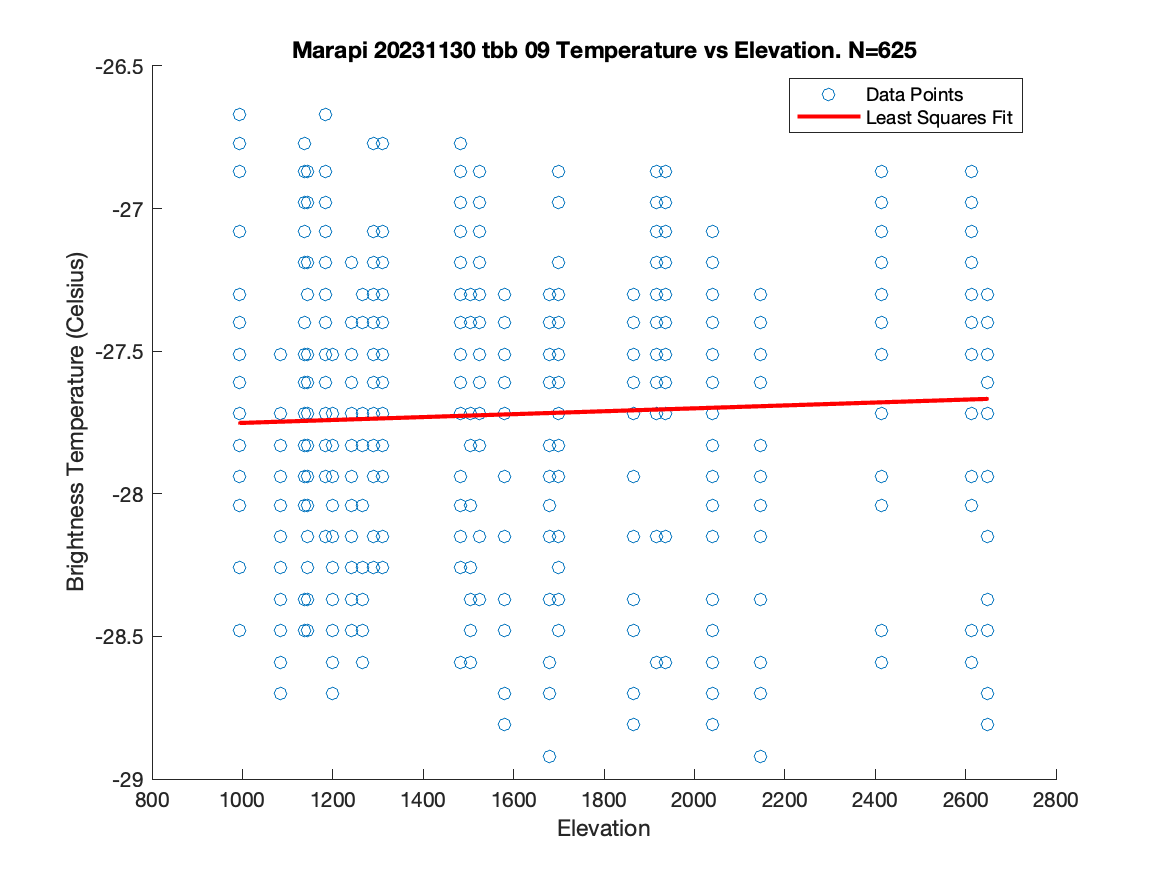 Marapi 20231130 tbb 09 Temperature vs Elevation. N=625
Data Points
Least Squares Fit
Brightness Temperature (Celsius)
-26.5
-27
-27.5
-28
-28.5
-29
800 1000 1200 1400 1600 1800 2000 2200 2400 2600 2800
Elevation